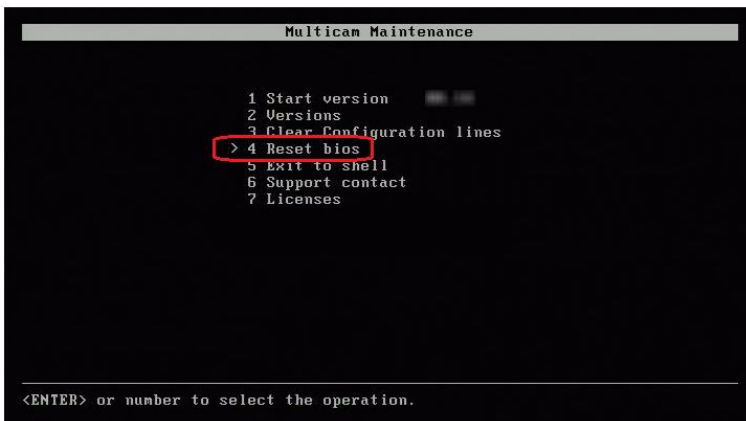 Multicam Maintenance
1 Start version
2 Versions
3 Clear Configuration lines
> 4 Reset bios
5 Exit to shell
6 Support contact
7 Licenses
<ENTER> or number to select the operation.